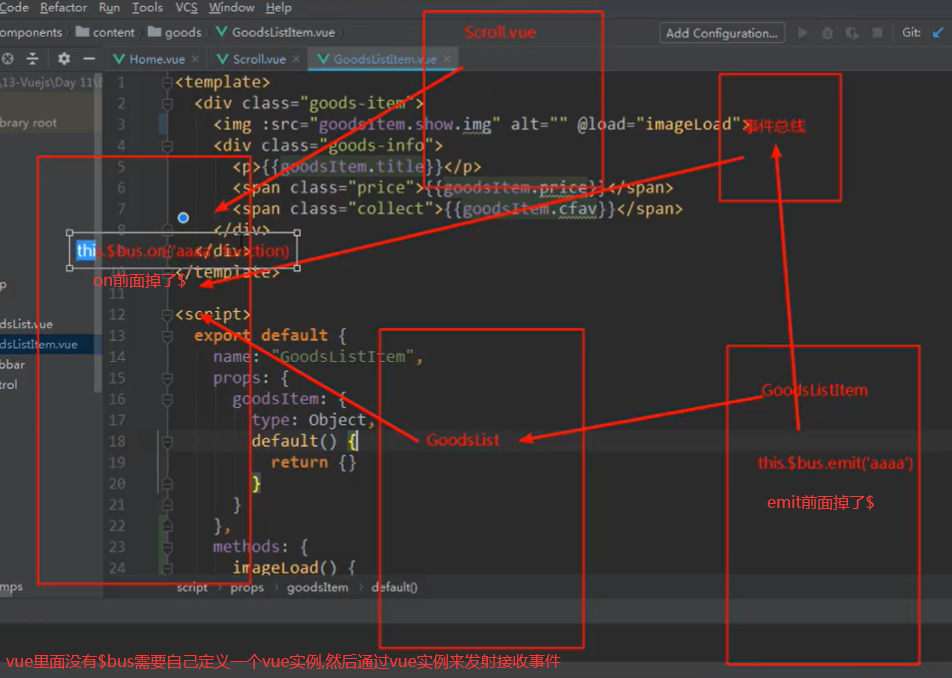 Code Refactor Run Tools VCS Window Help
omponents content goods GoodsListItem.vue Add Configuration... Git:
Home.vue Scroll.vue GoodsListItem.vue
Scroll.vue
\13-Vuejs\Day 11\
brary root
dsList.vue
dsListItem.vue
bbar
trol
mps
1 <template>
2 <div class="goods-item">
3 <img :src="goodsItem.show.img" alt="" @load="imageLoad">
事件总线
4 <div class="goods-info">
5 <p>{{goodsItem.title}}</p>
6 <span class="price">{{goodsItem.price}}</span>
7 <span class="collect">{{goodsItem.cfav}}</span>
8 </div>
9 </div>
this.$bus.on('aaaa', function)
10 </template>
on前面掉了$
11
12 <script>
13 export default {
14 name: "GoodsListItem",
15 props: {
16 goodsItem: {
GoodsListItem
17 type: Object,
18 default() {
GoodsList
19 return {}
this.$bus.emit('aaaa')
20 }
21 }
emit前面掉了$
22 },
23 methods: {
24 imageLoad() {
script props goodsItem default()
vue里面没有$bus需要自己定义一个vue实例,然后通过vue实例来发射接收事件